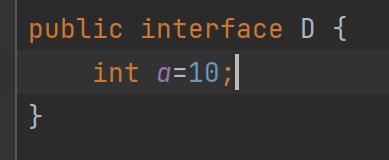 public interface D {
    int a=10;
}